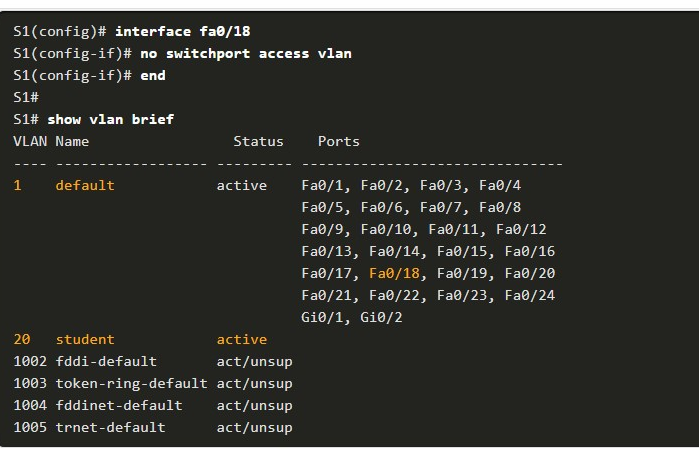 S1(config)# interface fa0/18
S1(config-if)# no switchport access vlan
S1(config-if)# end
S1#
S1# show vlan brief
VLAN Name                 Status    Ports
---- ------------------ --------- -------------------------------
1    default            active    Fa0/1, Fa0/2, Fa0/3, Fa0/4
                                  Fa0/5, Fa0/6, Fa0/7, Fa0/8
                                  Fa0/9, Fa0/10, Fa0/11, Fa0/12
                                  Fa0/13, Fa0/14, Fa0/15, Fa0/16
                                  Fa0/17, Fa0/18, Fa0/19, Fa0/20
                                  Fa0/21, Fa0/22, Fa0/23, Fa0/24
                                  Gi0/1, Gi0/2
20   student            active
1002 fddi-default       act/unsup
1003 token-ring-default act/unsup
1004 fddinet-default    act/unsup
1005 trnet-default      act/unsup